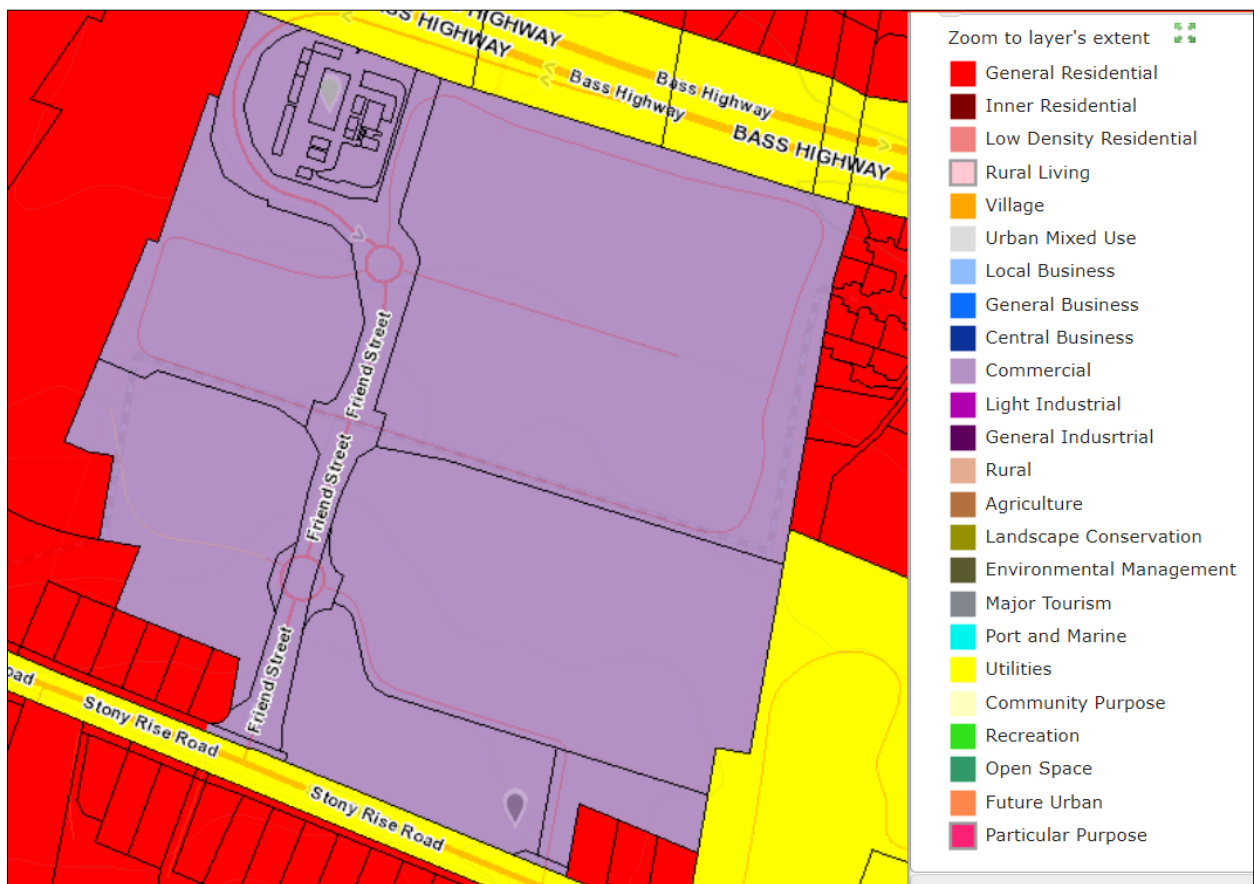 BASS HIGHWAY
HIGHWAY
Bass Highway
Bass Highway
BASS HIGHWAY
Friend Street
Friend Street
Friend Street
Stony Rise Road
Stony Rise Road
Zoom to layer's extent
General Residential
Inner Residential
Low Density Residential
Rural Living
Village
Urban Mixed Use
Local Business
General Business
Central Business
Commercial
Light Industrial
General Indusrtrial
Rural
Agriculture
Landscape Conservation
Environmental Management
Major Tourism
Port and Marine
Utilities
Community Purpose
Recreation
Open Space
Future Urban
Particular Purpose